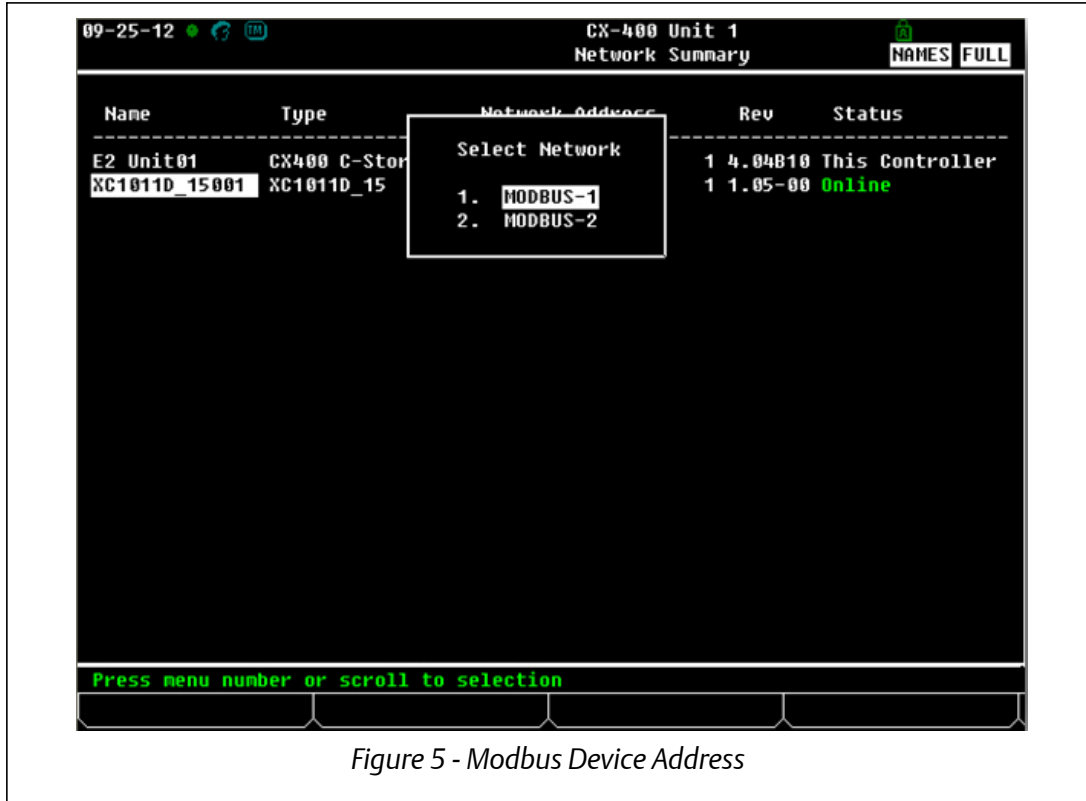 09-25-12 CX-400 Unit 1
Network Summary NAMES FULL
Name Type Network Address Rev Status
E2 Unit01 CX400 C-Stor 1 4.04B10 This Controller
XC1011D_15001 XC1011D_15 1 1.05-00 Online
Select Network
1. MODBUS-1
2. MODBUS-2
Press menu number or scroll to selection
Figure 5 - Modbus Device Address